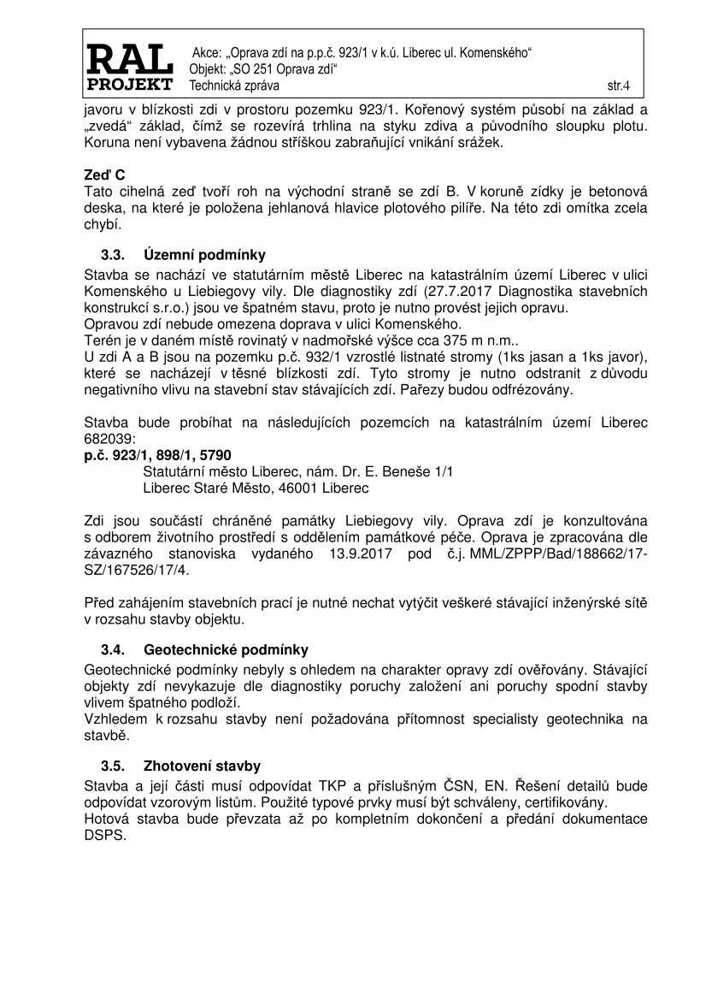 RAL
PROJEKT
Akce: „Oprava zdí na p.p.č. 923/1 v k.ú. Liberec ul. Komenského“
Objekt: „SO 251 Oprava zdí“
Technická zpráva str.4
javoru v blízkosti zdi v prostoru pozemku 923/1. Kořenový systém působí na základ a
„zvedá“ základ, čímž se rozevírá trhlina na styku zdiva a původního sloupku plotu.
Koruna není vybavena žádnou stříškou zabraňující vnikání srážek.
Zeď C
Tato cihelná zeď tvoří roh na východní straně se zdí B. V koruně zídky je betonová
deska, na které je položena jehlanová hlavice plotového pilíře. Na této zdi omítka zcela
chybí.
3.3. Územní podmínky
Stavba se nachází ve statutárním městě Liberec na katastrálním území Liberec v ulici
Komenského u Liebiegovy vily. Dle diagnostiky zdí (27.7.2017 Diagnostika stavebních
konstrukcí s.r.o.) jsou ve špatném stavu, proto je nutno provést jejich opravu.
Opravou zdí nebude omezena doprava v ulici Komenského.
Terén je v daném místě rovinatý v nadmořské výšce cca 375 m n.m..
U zdi A a B jsou na pozemku p.č. 932/1 vzrostlé listnaté stromy (1ks jasan a 1ks javor),
které se nacházejí v těsné blízkosti zdí. Tyto stromy je nutno odstranit z důvodu
negativního vlivu na stavební stav stávajících zdí. Pařezy budou odfrézovány.
Stavba bude probíhat na následujících pozemcích na katastrálním území Liberec
682039:
p.č. 923/1, 898/1, 5790
Statutární město Liberec, nám. Dr. E. Beneše 1/1
Liberec Staré Město, 46001 Liberec
Zdi jsou součástí chráněné památky Liebiegovy vily. Oprava zdí je konzultována
s odborem životního prostředí s oddělením památkové péče. Oprava je zpracována dle
závazného stanoviska vydaného 13.9.2017 pod č.j. MML/ZPPP/Bad/188662/17-
SZ/167526/17/4.
Před zahájením stavebních prací je nutné nechat vytýčit veškeré stávající inženýrské sítě
v rozsahu stavby objektu.
3.4. Geotechnické podmínky
Geotechnické podmínky nebyly s ohledem na charakter opravy zdí ověřovány. Stávající
objekty zdí nevykazuje dle diagnostiky poruchy založení ani poruchy spodní stavby
vlivem špatného podloží.
Vzhledem k rozsahu stavby není požadována přítomnost specialisty geotechnika na
stavbě.
3.5. Zhotovení stavby
Stavba a její části musí odpovídat TKP a příslušným ČSN, EN. Řešení detailů bude
odpovídat vzorovým listům. Použité typové prvky musí být schváleny, certifikovány.
Hotová stavba bude převzata až po kompletním dokončení a předání dokumentace
DSPS.